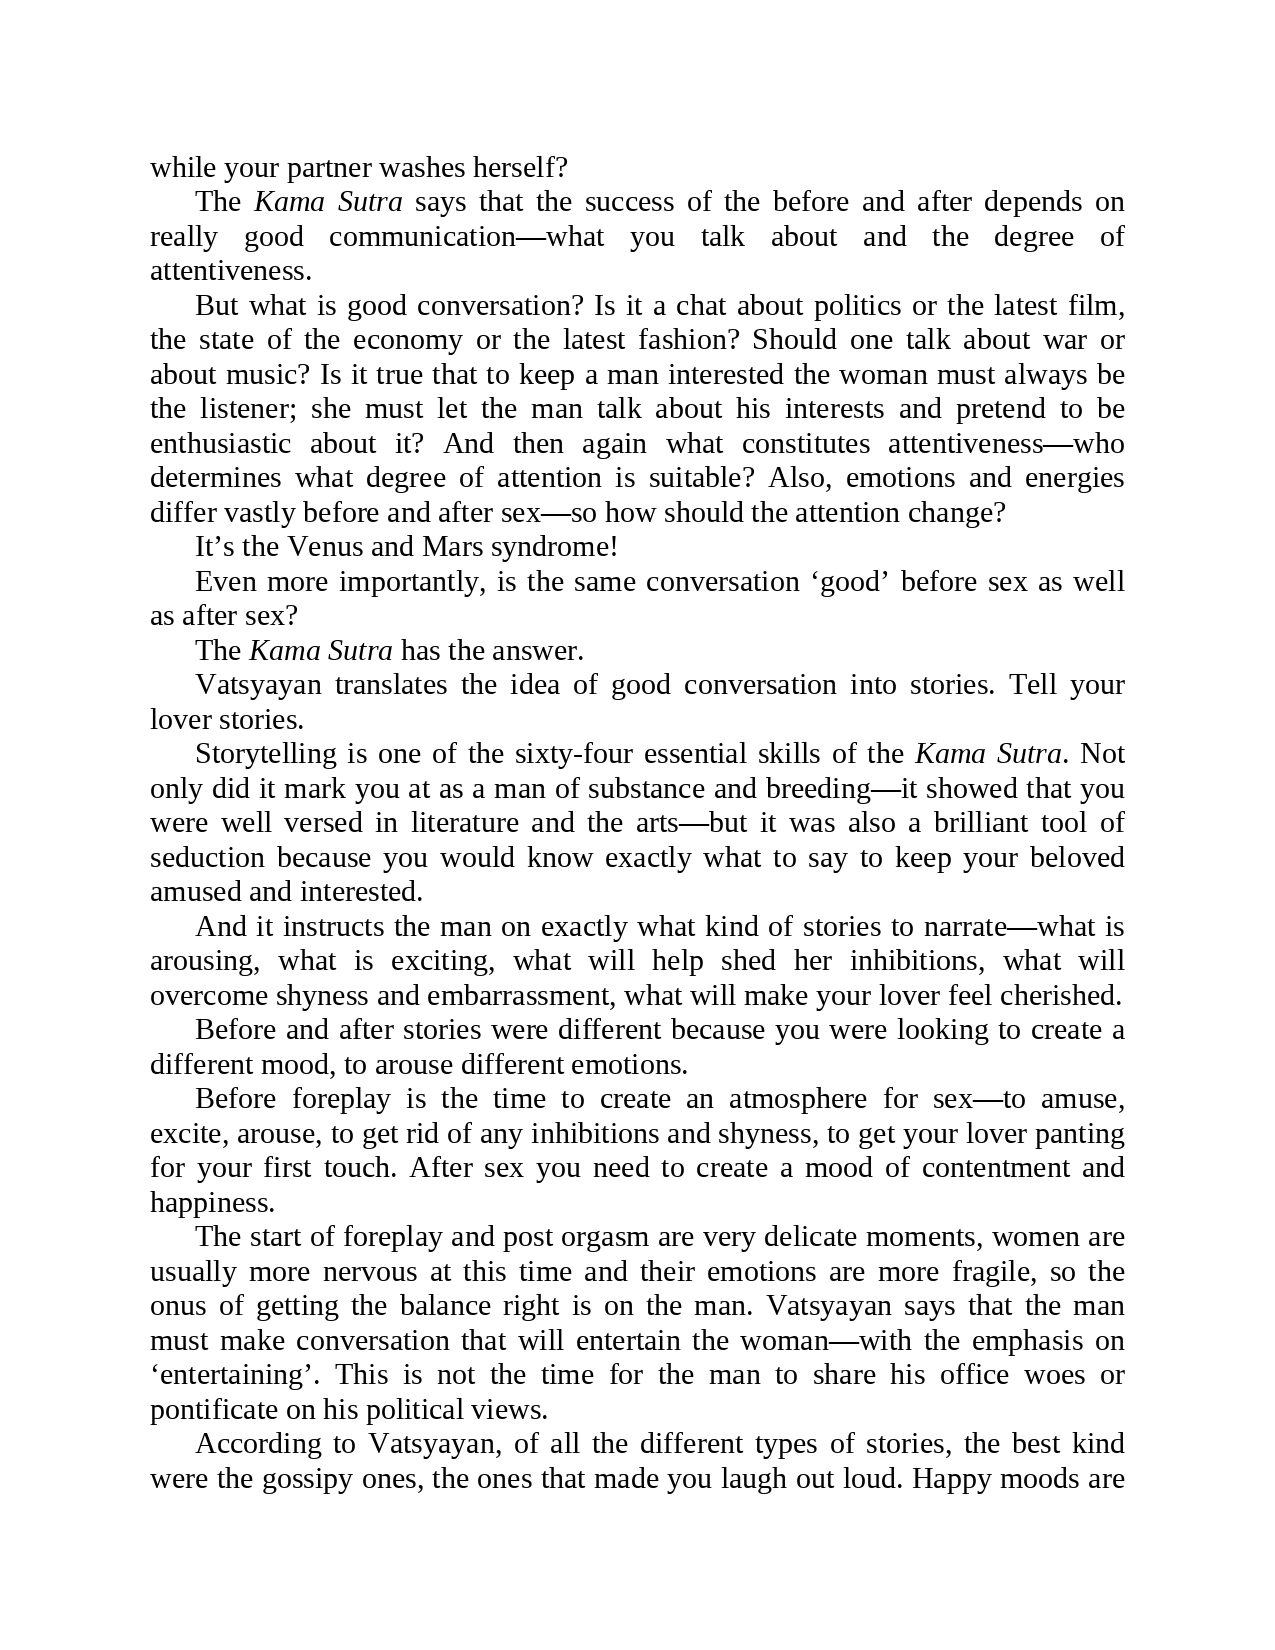 while your partner washes herself?
The Kama Sutra says that the success of the before and after depends on
really good communication—what you talk about and the degree of
attentiveness.
But what is good conversation? Is it a chat about politics or the latest film,
the state of the economy or the latest fashion? Should one talk about war or
about music? Is it true that to keep a man interested the woman must always be
the listener; she must let the man talk about his interests and pretend to be
enthusiastic about it? And then again what constitutes attentiveness—who
determines what degree of attention is suitable? Also, emotions and energies
differ vastly before and after sex—so how should the attention change?
It’s the Venus and Mars syndrome!
Even more importantly, is the same conversation ‘good’ before sex as well
as after sex?
The Kama Sutra has the answer.
Vatsyayan translates the idea of good conversation into stories. Tell your
lover stories.
Storytelling is one of the sixty-four essential skills of the Kama Sutra. Not
only did it mark you at as a man of substance and breeding—it showed that you
were well versed in literature and the arts—but it was also a brilliant tool of
seduction because you would know exactly what to say to keep your beloved
amused and interested.
And it instructs the man on exactly what kind of stories to narrate—what is
arousing, what is exciting, what will help shed her inhibitions, what will
overcome shyness and embarrassment, what will make your lover feel cherished.
Before and after stories were different because you were looking to create a
different mood, to arouse different emotions.
Before foreplay is the time to create an atmosphere for sex—to amuse,
excite, arouse, to get rid of any inhibitions and shyness, to get your lover panting
for your first touch. After sex you need to create a mood of contentment and
happiness.
The start of foreplay and post orgasm are very delicate moments, women are
usually more nervous at this time and their emotions are more fragile, so the
onus of getting the balance right is on the man. Vatsyayan says that the man
must make conversation that will entertain the woman—with the emphasis on
‘entertaining’. This is not the time for the man to share his office woes or
pontificate on his political views.
According to Vatsyayan, of all the different types of stories, the best kind
were the gossipy ones, the ones that made you laugh out loud. Happy moods are